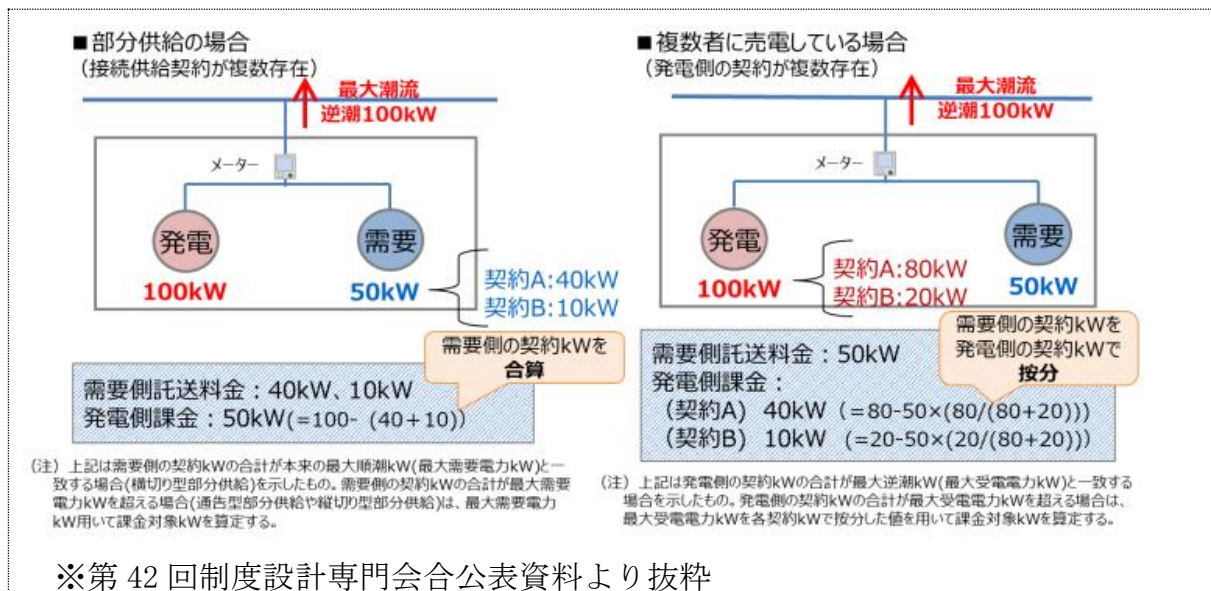 ■部分供給の場合
（接続供給契約が複数存在）
最大潮流
逆潮100kW
メーター
発電
需要
100kW
50kW
契約A:40kW
契約B:10kW
需要側の契約kWを
合算
需要側託送料金：40kW、10kW
発電側課金：50kW(=100-（40＋10）)
（注）上記は需要側の契約kWの合計が本来の最大順潮kW(最大需要電力kW)と一
致する場合(横切り型部分供給)を示したもの。需要側の契約kWの合計が最大需要
電力kWを超える場合(通告型部分供給や縦切り型部分供給)は、最大需要電力
kW用いて課金対象kWを算定する。
■複数者に売電している場合
（発電側の契約が複数存在）
最大潮流
逆潮100kW
メーター
発電
需要
100kW
契約A:80kW
契約B:20kW
50kW
需要側の契約kWを
発電側の契約kWで
按分
需要側託送料金：50kW
発電側課金：
（契約A）40kW（=80-50×(80/(80+20)))
（契約B）10kW（=20-50×(20/(80+20)))
（注）上記は発電側の契約kWの合計が最大逆潮kW(最大受電電力kW)と一致する
場合を示したもの。発電側の契約kWの合計が最大受電電力kWを超える場合は、
最大受電電力kWを各契約kWで按分した値を用いて課金対象kWを算定する。
※第 42 回制度設計専門会合公表資料より抜粋